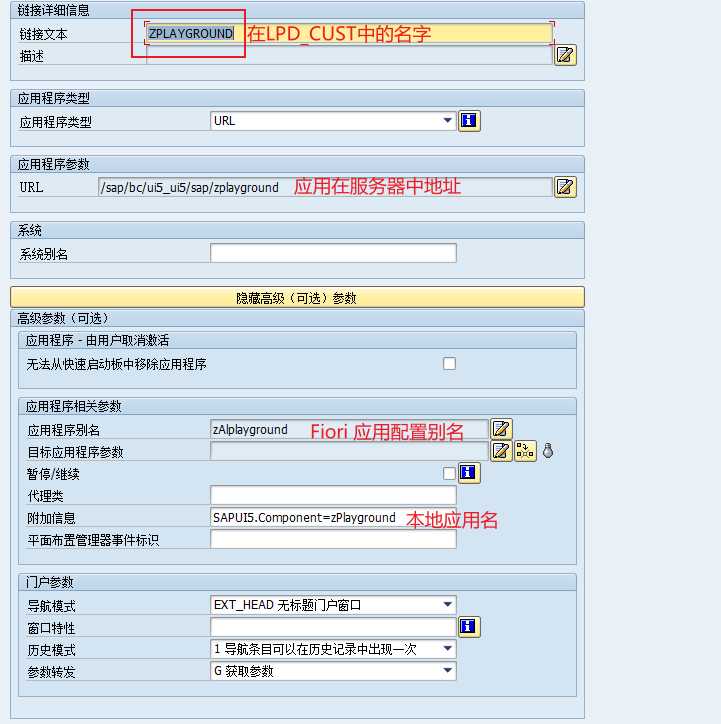 链接详细信息
链接文本 ZPLAYGROUND 在LPD_CUST中的名字
描述
应用程序类型
应用程序类型 URL
应用程序参数
URL /sap/bc/ui5_ui5/sap/zplayground 应用在服务器中地址
系统
系统别名
隐藏高级（可选）参数
高级参数（可选）
应用程序 - 由用户取消激活
无法从快速启动板中移除应用程序
应用程序相关参数
应用程序别名 zAlplayground Fiori 应用配置别名
目标应用程序参数
暂停/继续
代理类
附加信息 SAPUI5.Component=zPlayground 本地应用名
平面布置管理器事件标识
门户参数
导航模式 EXT_HEAD 无标题门户窗口
窗口特性
历史模式 1 导航条目可以在历史记录中出现一次
参数转发 G 获取参数